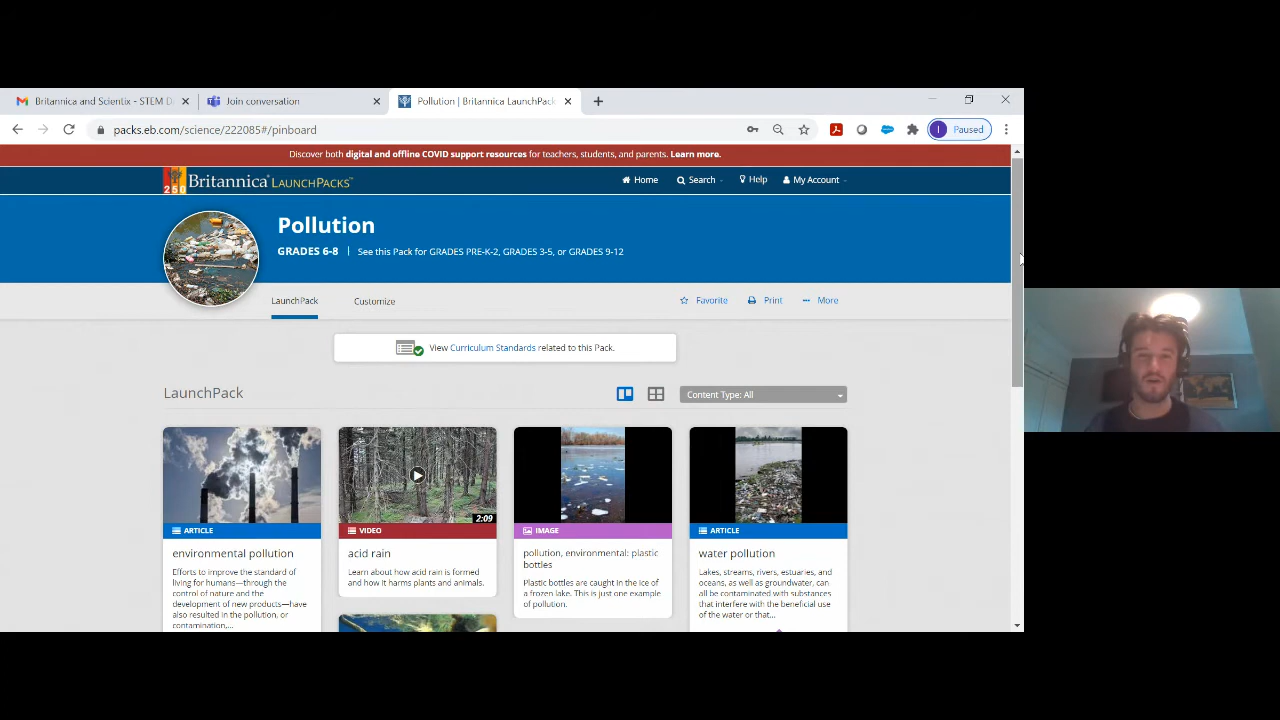 Britannica and Scientix - STEM D
Join conversation
Pollution | Britannica LaunchPack
packs.eb.com/science/222085#/pinboard
Paused
Discover both digital and offline COVID support resources for teachers, students, and parents. Learn more.
250
Britannica LAUNCHPACKS™
Home
Search
Help
My Account
Pollution
GRADES 6-8 | See this Pack for GRADES PRE-K-2, GRADES 3-5, or GRADES 9-12
LaunchPack
Customize
Favorite
Print
More
View Curriculum Standards related to this Pack.
LaunchPack
Content Type: All
ARTICLE
environmental pollution
Efforts to improve the standard of
living for humans—through the
control of nature and the
development of new products—have
also resulted in the pollution, or
contamination,...
2:09
VIDEO
acid rain
Learn about how acid rain is formed
and how it harms plants and animals.
IMAGE
pollution, environmental: plastic
bottles
Plastic bottles are caught in the ice of
a frozen lake. This is just one example
of pollution.
ARTICLE
water pollution
Lakes, streams, rivers, estuaries, and
oceans, as well as groundwater, can
all be contaminated with substances
that interfere with the beneficial use
of the water or that...